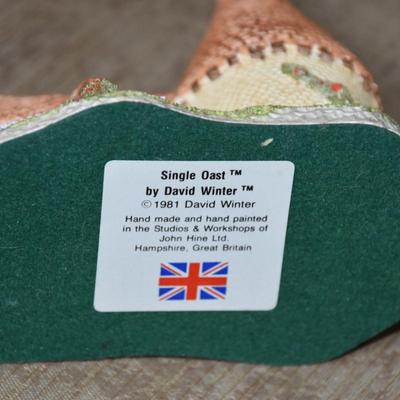 Single Oast ™
by David Winter ™
© 1981 David Winter
Hand made and hand painted
in the Studios & Workshops of
John Hine Ltd.
Hampshire, Great Britain